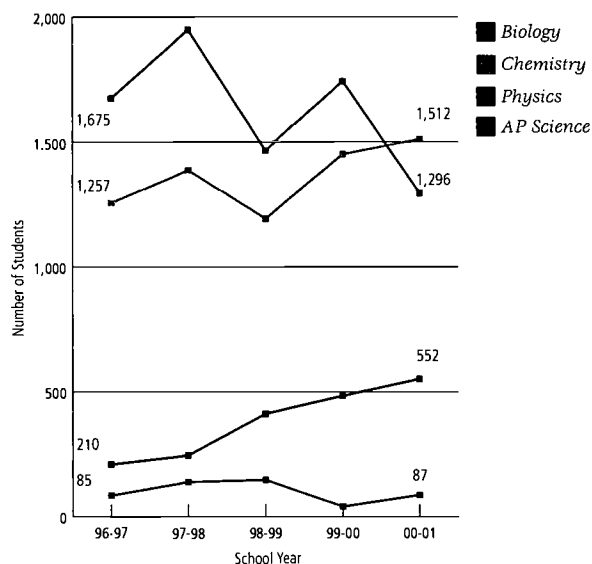 2,000
Biology
Chemistry
Physics
AP Science
1,675
1,512
1,500
1,257
1,296
Number of Students
1,000
552
500
210
85
87
0
96-97 97-98 98-99 99-00 00-01
School Year